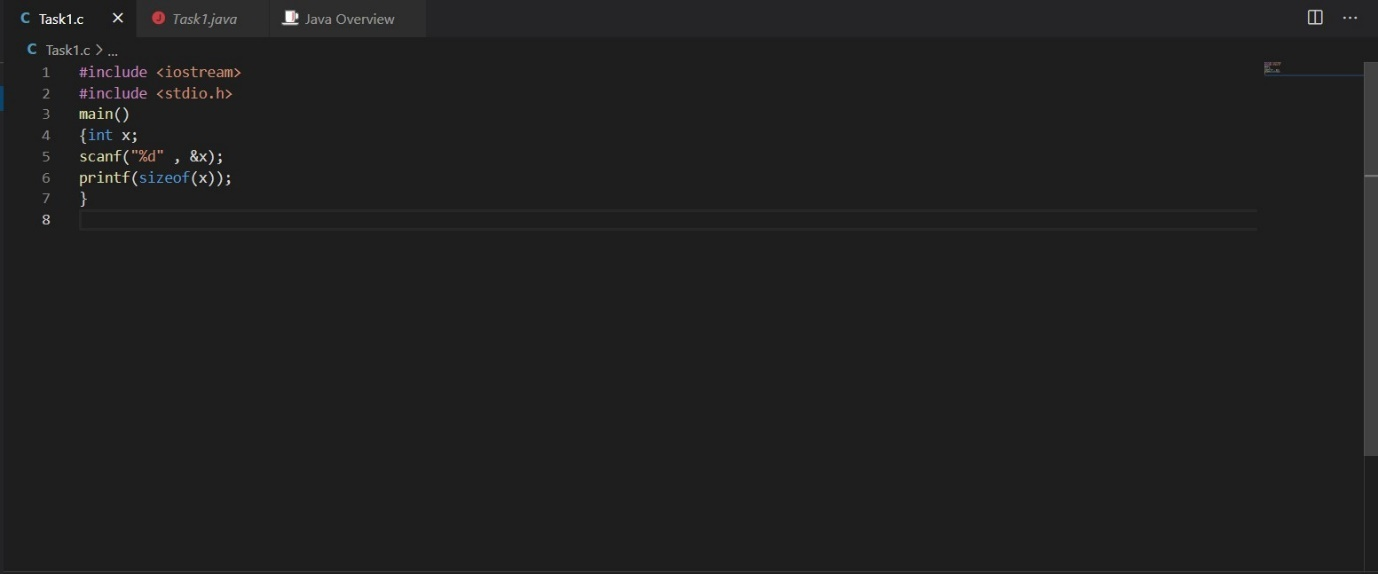 C Task1.c × J Task1.java Java Overview ...
C Task1.c > ...
1 #include <iostream>
2 #include <stdio.h>
3 main()
4 {int x;
5 scanf("%d" , &x);
6 printf(sizeof(x));
7 }
8